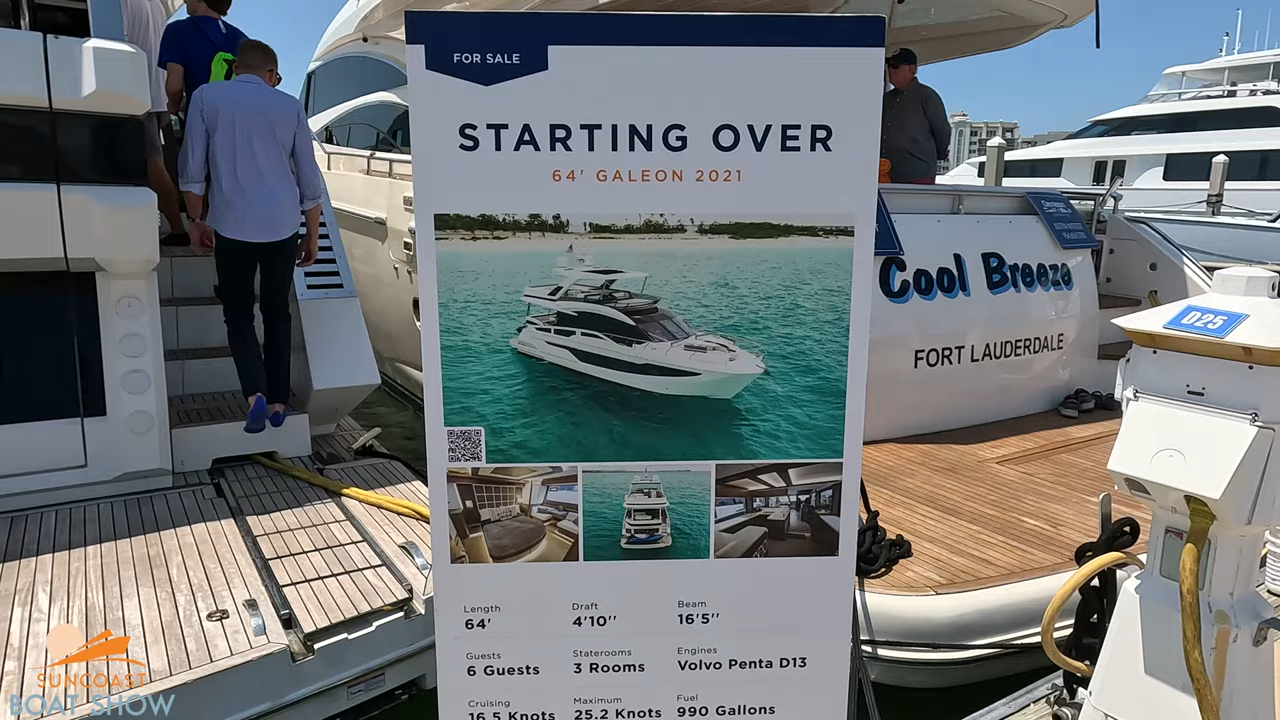 FOR SALE
STARTING OVER
64' GALEON 2021
Cool Breeze
FORT LAUDERDALE
D25
Length
64'
Draft
4'10''
Beam
16'5''
Guests
6 Guests
Staterooms
3 Rooms
Engines
Volvo Penta D13
Cruising
16.5 Knots
Maximum
25.2 Knots
Fuel
990 Gallons
SUNCOAST
BOAT SHOW